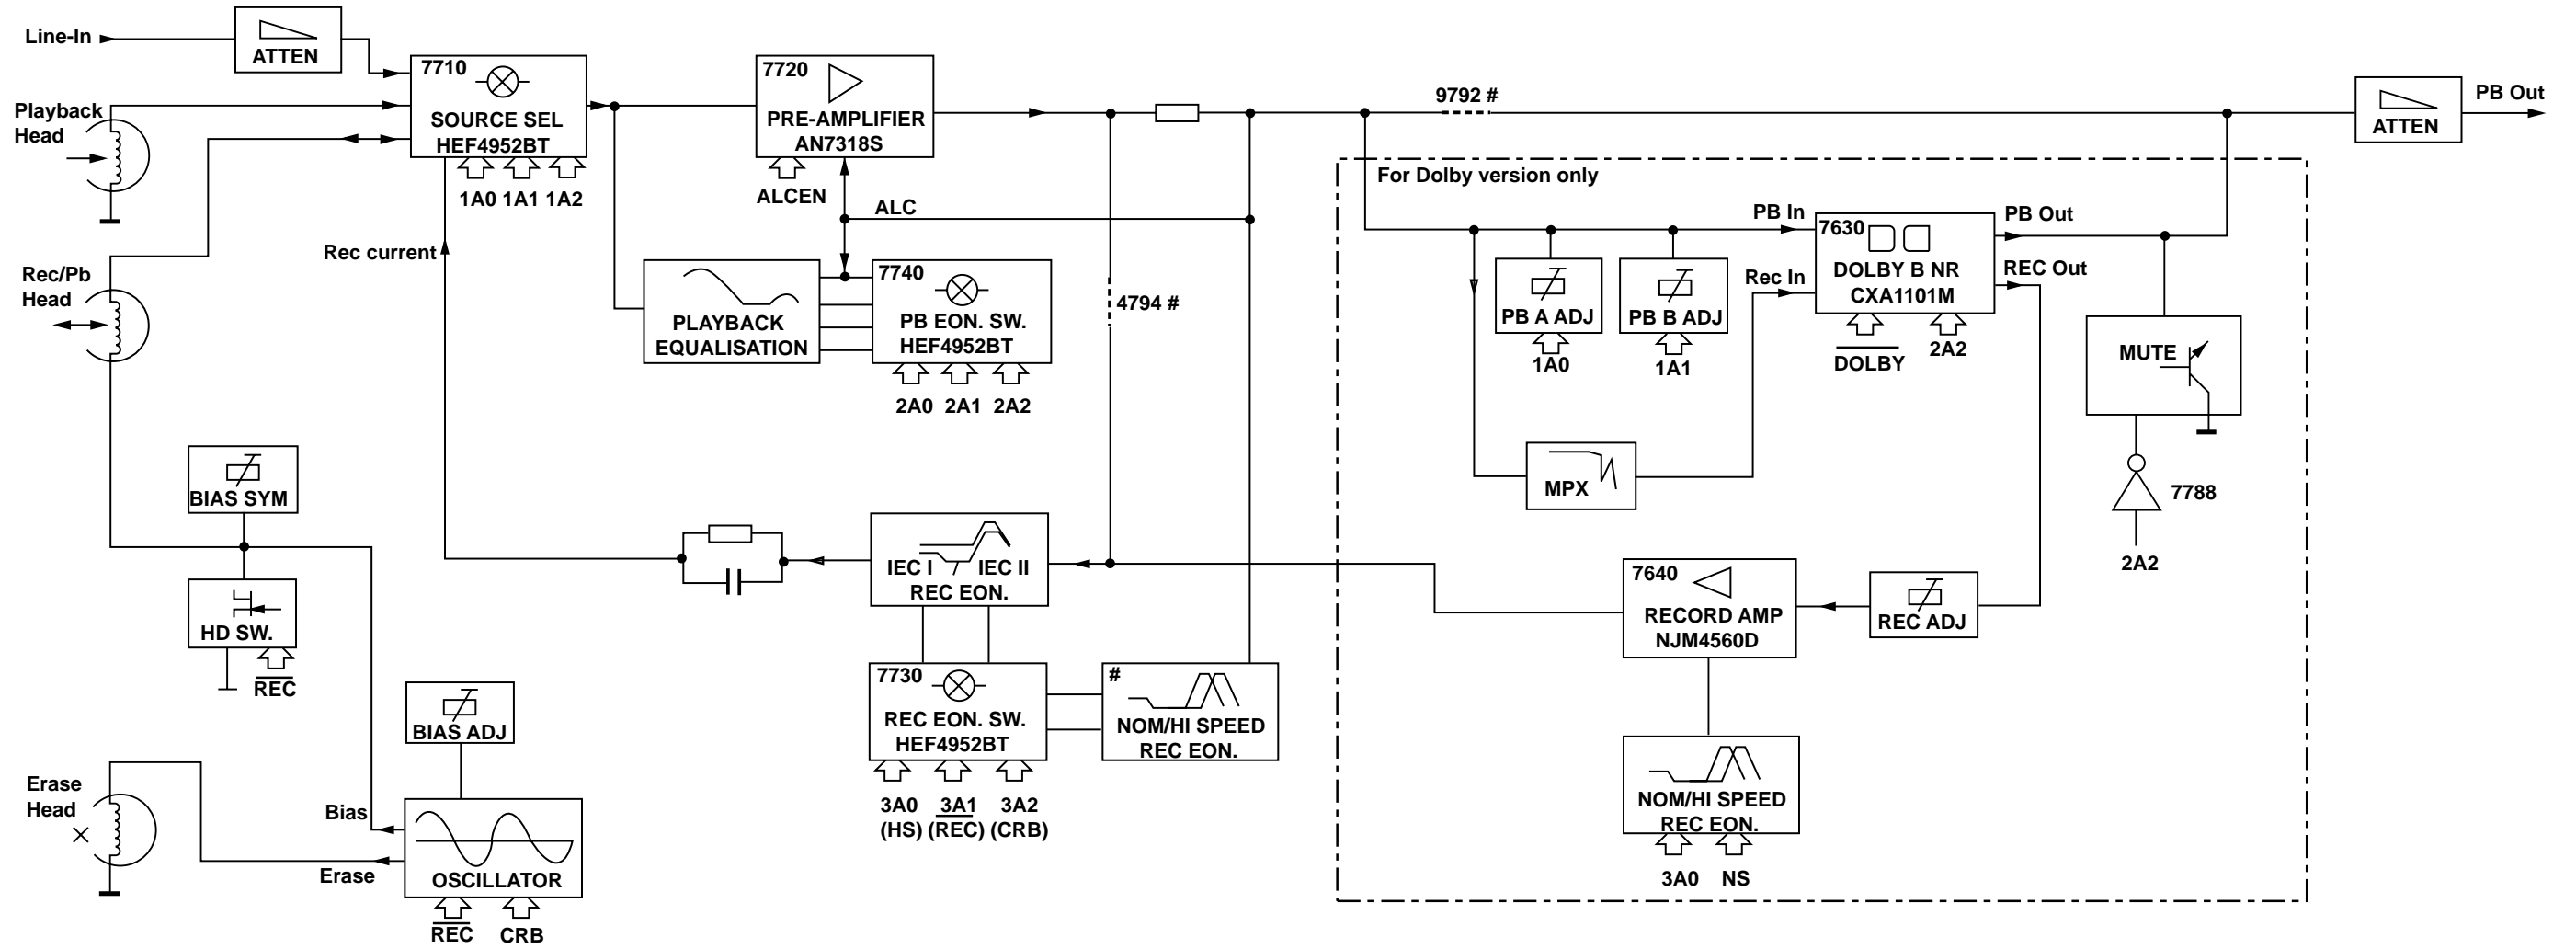 Line-In
ATTEN
Playback
Head
7710
SOURCE SEL
HEF4952BT
1A0 1A1 1A2
7720
PRE-AMPLIFIER
AN7318S
ALCEN
ALC
9792 #
ATTEN
PB Out
For Dolby version only
PB In
7630
DOLBY B NR
CXA1101M
PB Out
REC Out
Rec In
PB A ADJ
1A0
PB B ADJ
1A1
DOLBY
2A2
MUTE
7788
2A2
MPX
Rec current
Rec/Pb
Head
PLAYBACK
EQUALISATION
7740
PB EON. SW.
HEF4952BT
2A0 2A1 2A2
4794 #
BIAS SYM
HD SW.
REC
IEC I IEC II
REC EON.
7640
RECORD AMP
NJM4560D
REC ADJ
7730
REC EON. SW.
HEF4952BT
3A0 3A1 3A2
(HS) (REC) (CRB)
#
NOM/HI SPEED
REC EON.
NOM/HI SPEED
REC EON.
3A0 NS
BIAS ADJ
Erase
Head
Bias
Erase
OSCILLATOR
REC CRB